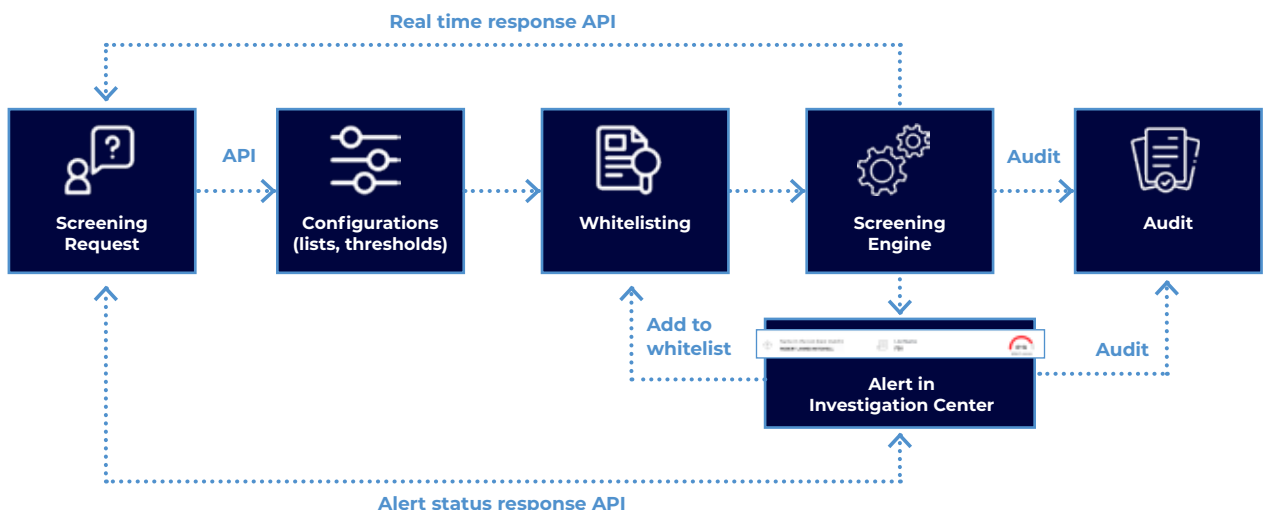 Real time response API
API
Audit
?
Screening
Request
Configurations
(lists, thresholds)
Whitelisting
Screening
Engine
Audit
Add to
whitelist
Audit
Alert in
Investigation Center
Alert status response API